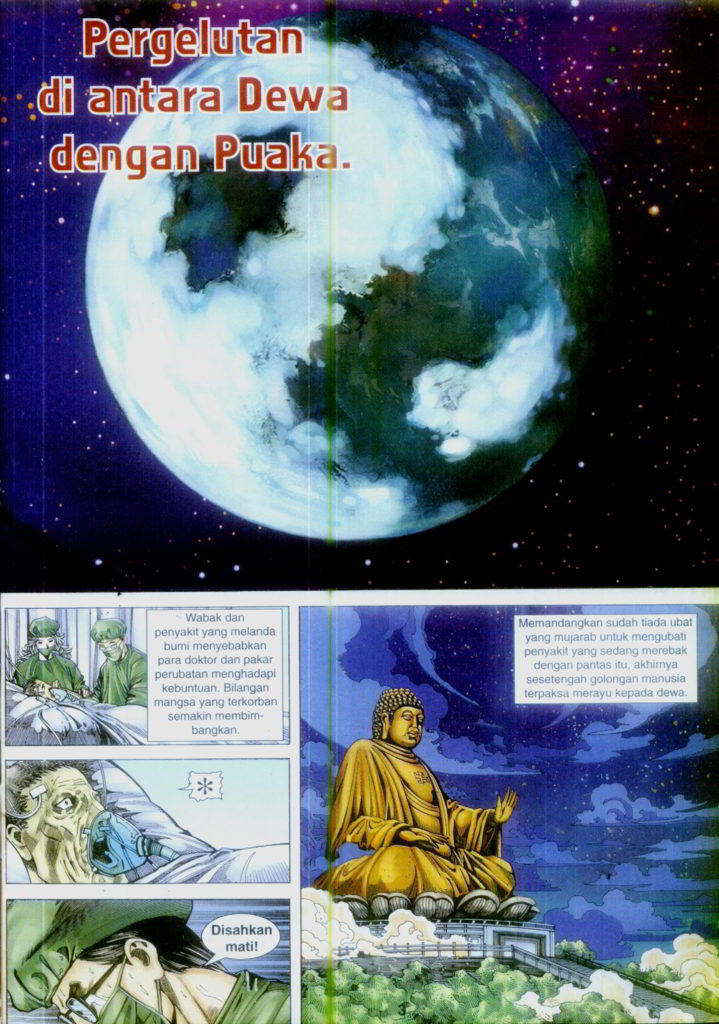 Pergelutan
di antara Dewa
dengan Puaka.
Wabak dan
penyakit yang melanda
bumi menyebabkan
para doktor dan pakar
perubatan menghadapi
kebuntuan. Bilangan
mangsa yang terkorban
semakin membim-
bangkan.
Memandangkan sudah tiada ubat
yang mujarab untuk mengubati
penyakit yang sedang merebak
dengan pantas itu, akhirnya
sesetengah golongan manusia
terpaksa merayu kepada dewa.
*
Disahkan
mati!
3